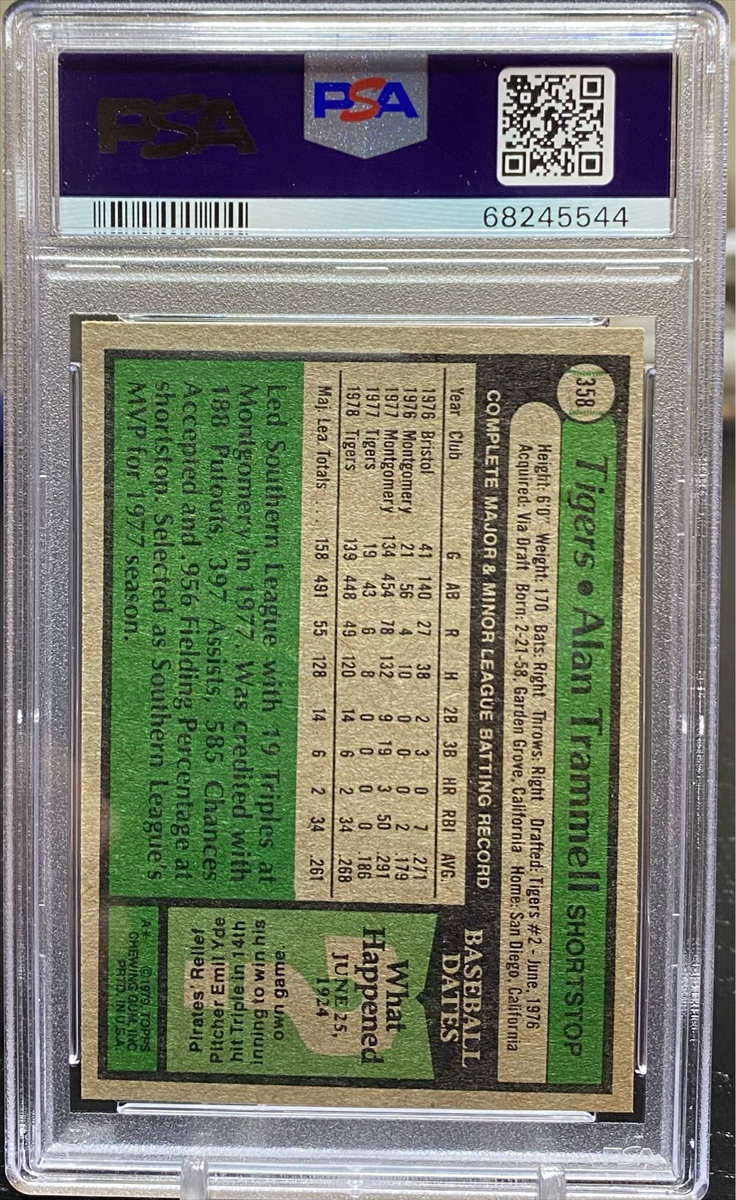 PSA
PSA
68245544
358
Tigers • Alan Trammell SHORTSTOP
Height: 6'0" Weight: 170 Bats: Right Throws: Right Drafted: Tigers #2 - June, 1976
Acquired: Via Draft Born: 2-21-58, Garden Grove, California Home: San Diego, California
COMPLETE MAJOR & MINOR LEAGUE BATTING RECORD
Year Club G AB R H 2B 3B HR RBI AVG.
1976 Bristol 41 140 27 38 2 3 0 7 .271
1976 Montgomery 21 56 4 10 0 0 0 2 .179
1977 Montgomery 134 454 78 132 9 19 3 50 .291
1977 Tigers 19 43 6 8 0 0 0 0 .186
1978 Tigers 139 448 49 120 14 6 2 34 .268
Maj. Lea. Totals . . . 158 491 55 128 14 6 2 34 .261
Led Southern League with 19 Triples at
Montgomery in 1977. Was credited with
188 Putouts, 397 Assists, 585 Chances
Accepted and .956 Fielding Percentage at
shortstop. Selected as Southern League's
MVP for 1977 season.
BASEBALL
DATES
What
Happened
JUNE 25,
1924
?
Pirates' Relief
Pitcher Emil Yde
hit Triple in 14th
inning to win his
own game.
A* © 1979 TOPPS
CHEWING GUM, INC.
PRTD. IN U.S.A.
PSA